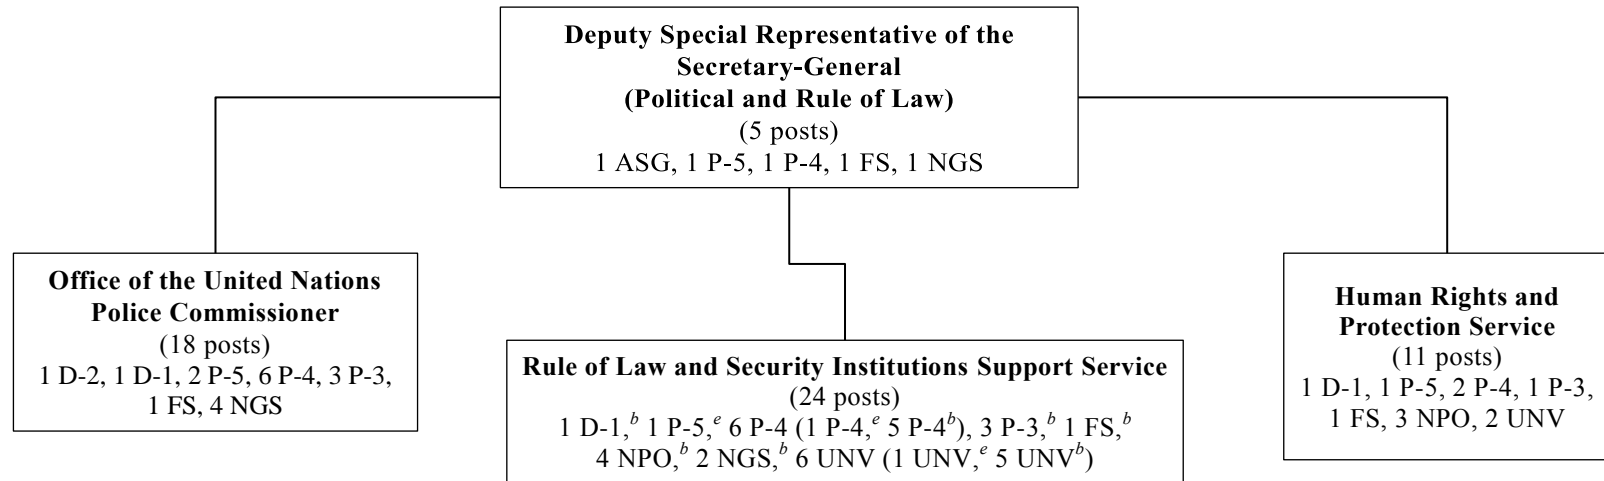 Deputy Special Representative of the
Secretary-General
(Political and Rule of Law)
(5 posts)
1 ASG, 1 P-5, 1 P-4, 1 FS, 1 NGS
Office of the United Nations
Police Commissioner
(18 posts)
1 D-2, 1 D-1, 2 P-5, 6 P-4, 3 P-3,
1 FS, 4 NGS
Rule of Law and Security Institutions Support Service
(24 posts)
1 D-1,b 1 P-5,e 6 P-4 (1 P-4,e 5 P-4b), 3 P-3,b 1 FS,b
4 NPO,b 2 NGS,b 6 UNV (1 UNV,e 5 UNVb)
Human Rights and
Protection Service
(11 posts)
1 D-1, 1 P-5, 2 P-4, 1 P-3,
1 FS, 3 NPO, 2 UNV